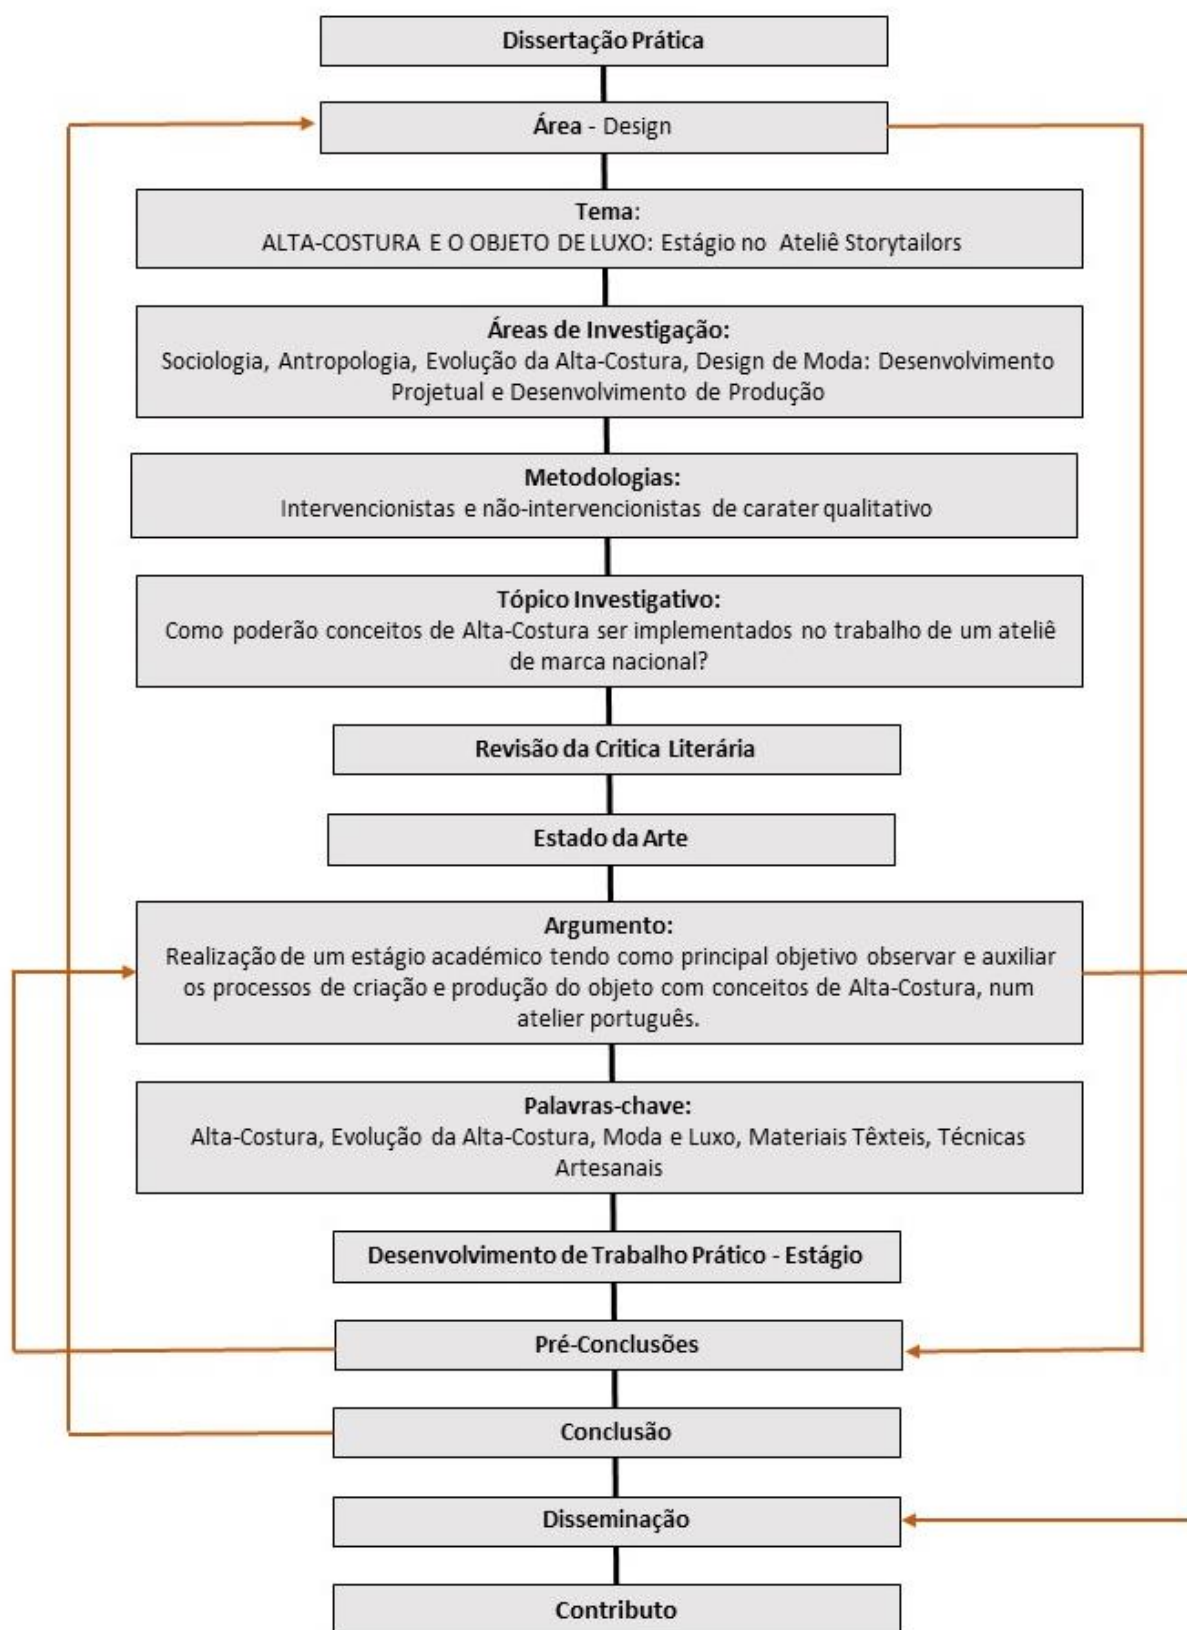 Dissertação Prática
Área - Design
Tema:
ALTA-COSTURA E O OBJETO DE LUXO: Estágio no Ateliê Storytailors
Áreas de Investigação:
Sociologia, Antropologia, Evolução da Alta-Costura, Design de Moda: Desenvolvimento
Projetual e Desenvolvimento de Produção
Metodologias:
Intervencionistas e não-intervencionistas de carater qualitativo
Tópico Investigativo:
Como poderão conceitos de Alta-Costura ser implementados no trabalho de um ateliê
de marca nacional?
Revisão da Critica Literária
Estado da Arte
Argumento:
Realização de um estágio académico tendo como principal objetivo observar e auxiliar
os processos de criação e produção do objeto com conceitos de Alta-Costura, num
atelier português.
Palavras-chave:
Alta-Costura, Evolução da Alta-Costura, Moda e Luxo, Materiais Têxteis, Técnicas
Artesanais
Desenvolvimento de Trabalho Prático - Estágio
Pré-Conclusões
Conclusão
Disseminação
Contributo